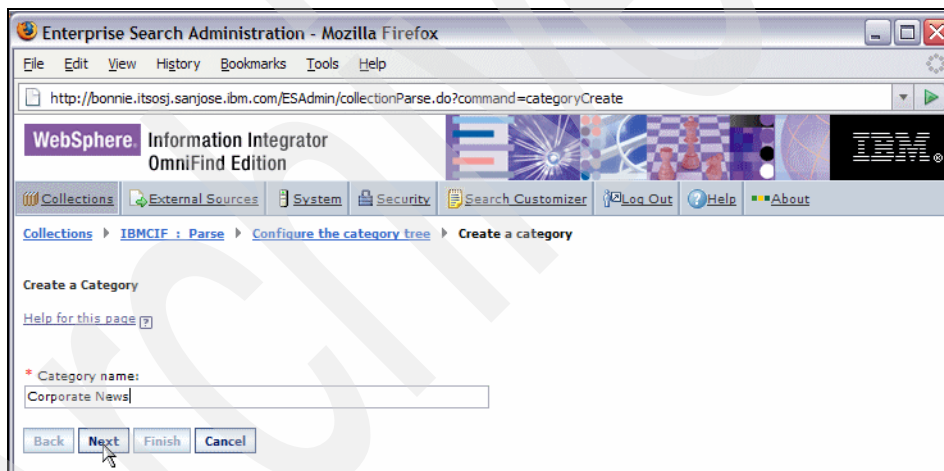 Enterprise Search Administration - Mozilla Firefox
File Edit View History Bookmarks Tools Help
http://bonnie.itsosj.sanjose.ibm.com/ESAdmin/collectionParse.do?command=categoryCreate
WebSphere. Information Integrator
OmniFind Edition
IBM®
Collections External Sources System Security Search Customizer Log Out ?Help About
Collections IBMCIF : Parse Configure the category tree Create a category
Create a Category
Help for this page ?
* Category name:
Corporate News
Back Next Finish Cancel